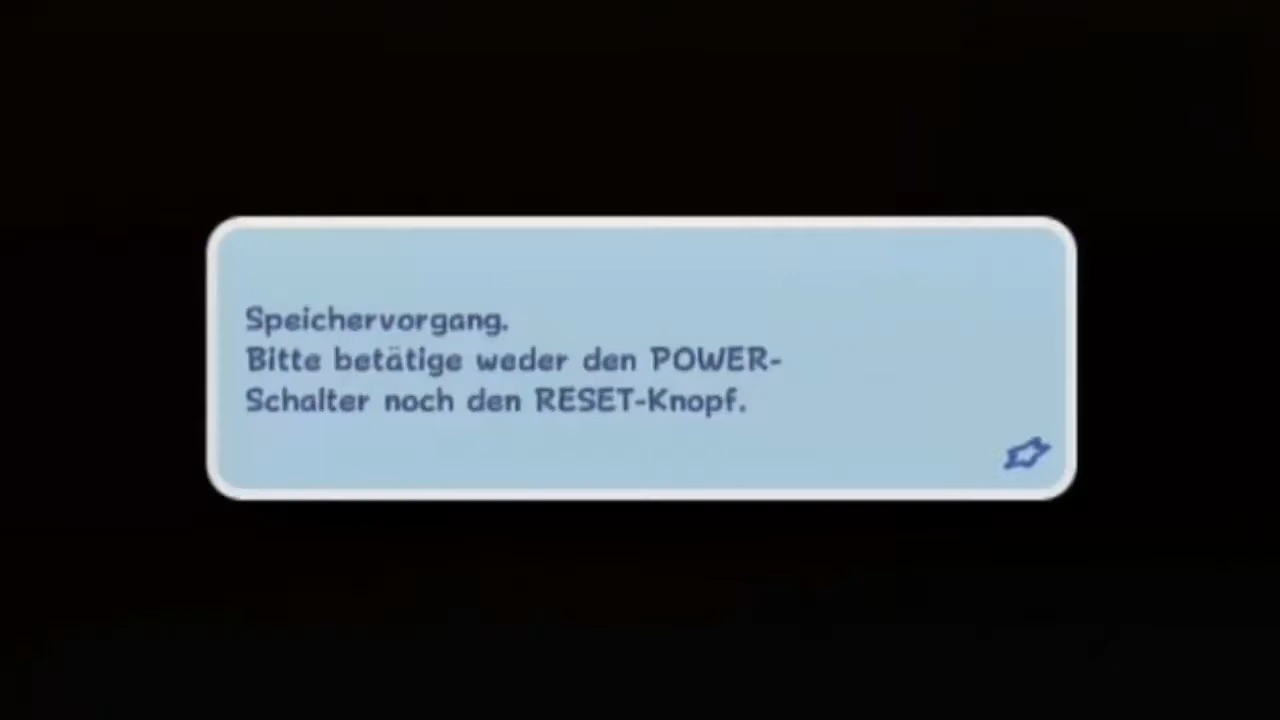 Speichervorgang.
Bitte betätige weder den POWER-
Schalter noch den RESET-Knopf.